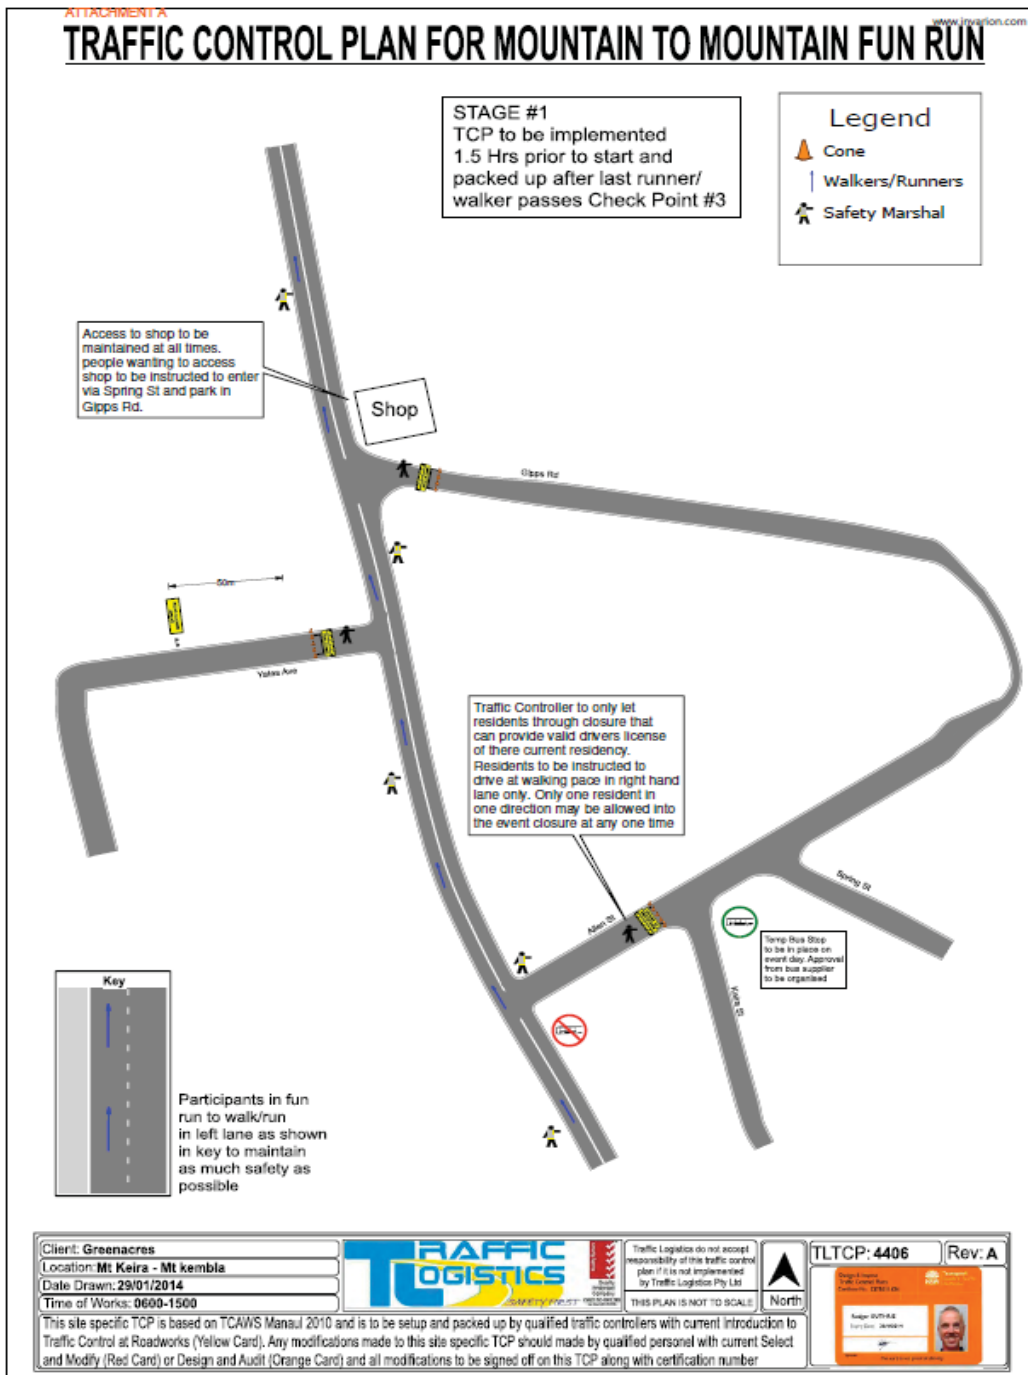 ATTACHMENT A
www.invarion.com
TRAFFIC CONTROL PLAN FOR MOUNTAIN TO MOUNTAIN FUN RUN
STAGE #1
TCP to be implemented
1.5 Hrs prior to start and
packed up after last runner/
walker passes Check Point #3
Legend
Cone
Walkers/Runners
Safety Marshal
Access to shop to be
maintained at all times.
people wanting to access
shop to be instructed to enter
via Spring St and park in
Gipps Rd.
Shop
Gipps Rd
50m
Yates Ave
Traffic Controller to only let
residents through closure that
can provide valid drivers license
of there current residency.
Residents to be instructed to
drive at walking pace in right hand
lane only. Only one resident in
one direction may be allowed into
the event closure at any one time
Spring St
Allen St
Temp Bus Stop
to be in place on
event day. Approval
from bus supplier
to be organised
Keira St
Key
Participants in fun
run to walk/run
in left lane as shown
in key to maintain
as much safety as
possible
Client: Greenacres
Location: Mt Keira - Mt kembla
Date Drawn: 29/01/2014
Time of Works: 0600-1500
TRAFFIC
LOGISTICS
SAFETY FIRST
Traffic Logistics do not accept
responsibility of this traffic control
plan if it is not implemented
by Traffic Logistics Pty Ltd
THIS PLAN IS NOT TO SCALE
North
TLTCP: 4406
Rev: A
This site specific TCP is based on TCAWS Manaul 2010 and is to be setup and packed up by qualified traffic controllers with current Introduction to
Traffic Control at Roadworks (Yellow Card). Any modifications made to this site specific TCP should made by qualified personel with current Select
and Modify (Red Card) or Design and Audit (Orange Card) and all modifications to be signed off on this TCP along with certification number